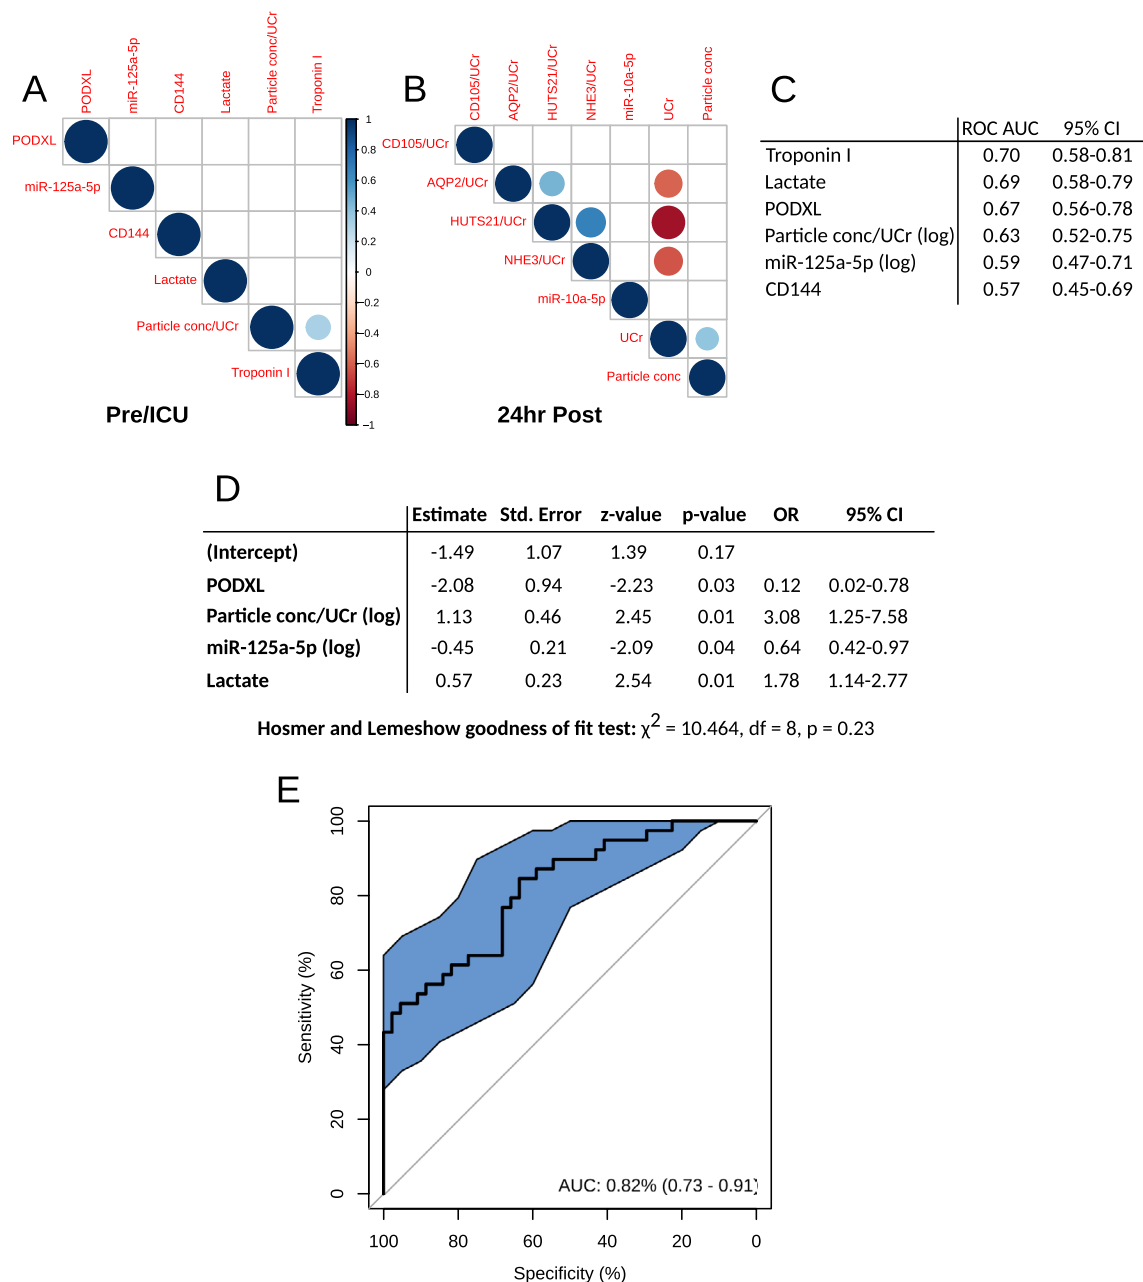 A
PODXL
miR-125a-5p
CD144
Lactate
Particle conc/UCr
Troponin I
PODXL
miR-125a-5p
CD144
Lactate
Particle conc/UCr
Troponin I
1
0.8
0.6
0.4
0.2
0
−0.2
−0.4
−0.6
−0.8
−1
Pre/ICU
B
CD105/UCr
AQP2/UCr
HUTS21/UCr
NHE3/UCr
miR-10a-5p
UCr
Particle conc
CD105/UCr
AQP2/UCr
HUTS21/UCr
NHE3/UCr
miR-10a-5p
UCr
Particle conc
24hr Post
C
ROC AUC 95% CI
Troponin I 0.70 0.58-0.81
Lactate 0.69 0.58-0.79
PODXL 0.67 0.56-0.78
Particle conc/UCr (log) 0.63 0.52-0.75
miR-125a-5p (log) 0.59 0.47-0.71
CD144 0.57 0.45-0.69
D
Estimate Std. Error z-value p-value OR 95% CI
(Intercept) -1.49 1.07 1.39 0.17
PODXL -2.08 0.94 -2.23 0.03 0.12 0.02-0.78
Particle conc/UCr (log) 1.13 0.46 2.45 0.01 3.08 1.25-7.58
miR-125a-5p (log) -0.45 0.21 -2.09 0.04 0.64 0.42-0.97
Lactate 0.57 0.23 2.54 0.01 1.78 1.14-2.77
Hosmer and Lemeshow goodness of fit test: χ2 = 10.464, df = 8, p = 0.23
E
Sensitivity (%)
100
80
60
40
20
0
AUC: 0.82% (0.73 - 0.91)
100 80 60 40 20 0
Specificity (%)